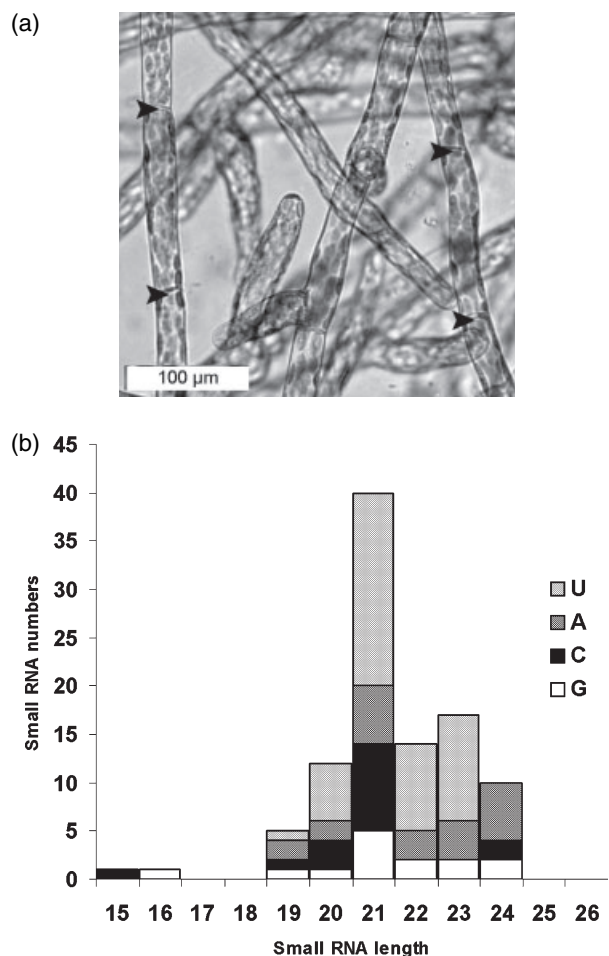 (a)
100 µm
(b)
45
40
35
30
25
20
15
10
5
0
Small RNA numbers
U
A
C
G
15 16 17 18 19 20 21 22 23 24 25 26
Small RNA length